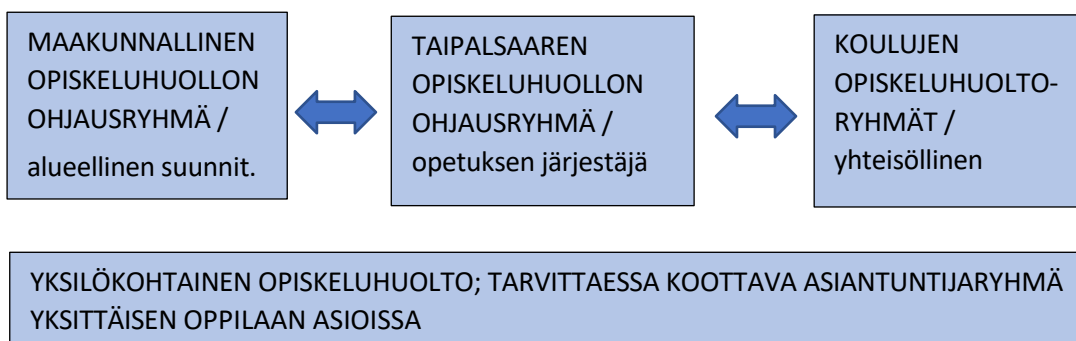 MAAKUNNALLINEN
OPISKELUHUOLLON
OHJAUSRYHMÄ /
alueellinen suunnit.
TAIPALSAAREN
OPISKELUHUOLLON
OHJAUSRYHMÄ /
opetuksen järjestäjä
KOULUJEN
OPISKELUHUOLTO-
RYHMÄT /
yhteisöllinen
YKSILÖKOHTAINEN OPISKELUHUOLTO; TARVITTAESSA KOOTTAVA ASIANTUNTIJARYHMÄ
YKSITTÄISEN OPPILAAN ASIOISSA